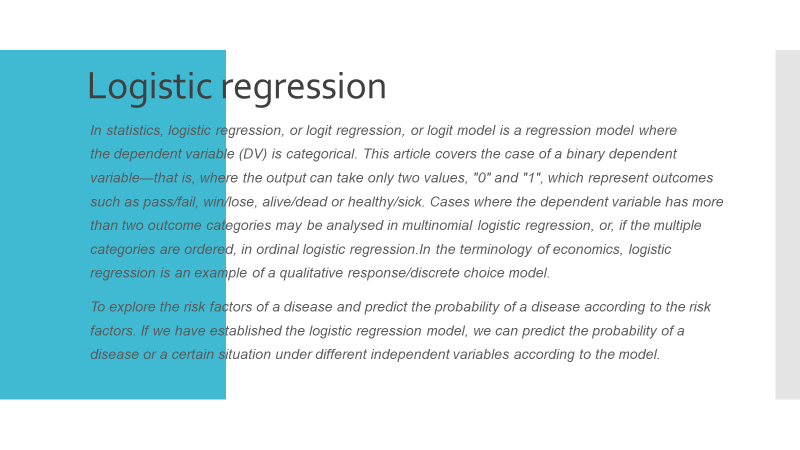 Logistic regression
In statistics, logistic regression, or logit regression, or logit model is a regression model where
the dependent variable (DV) is categorical. This article covers the case of a binary dependent
variable—that is, where the output can take only two values, "0" and "1", which represent outcomes
such as pass/fail, win/lose, alive/dead or healthy/sick. Cases where the dependent variable has more
than two outcome categories may be analysed in multinomial logistic regression, or, if the multiple
categories are ordered, in ordinal logistic regression.In the terminology of economics, logistic
regression is an example of a qualitative response/discrete choice model.
To explore the risk factors of a disease and predict the probability of a disease according to the risk
factors. If we have established the logistic regression model, we can predict the probability of a
disease or a certain situation under different independent variables according to the model.